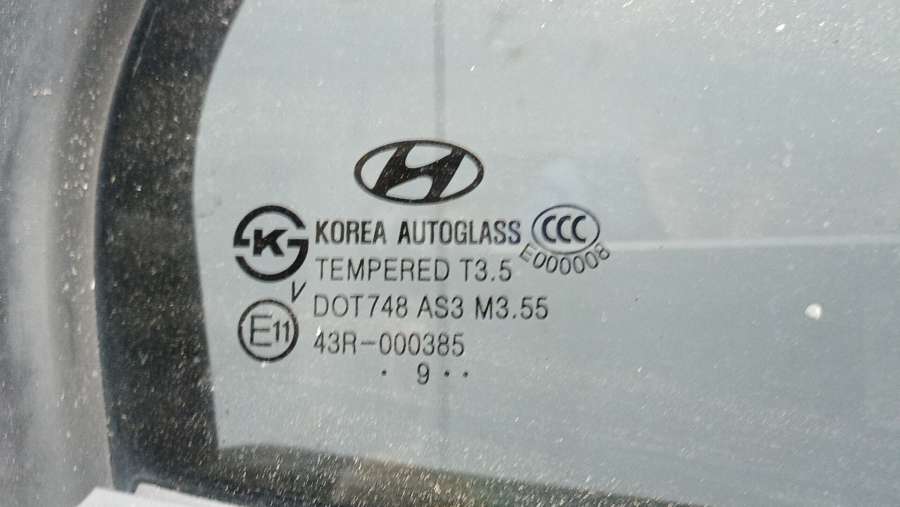 KOREA AUTOGLASS CCC
E000008
K
TEMPERED T3.5
V
DOT748 AS3 M3.55
E11
43R-000385
· 9 · ·